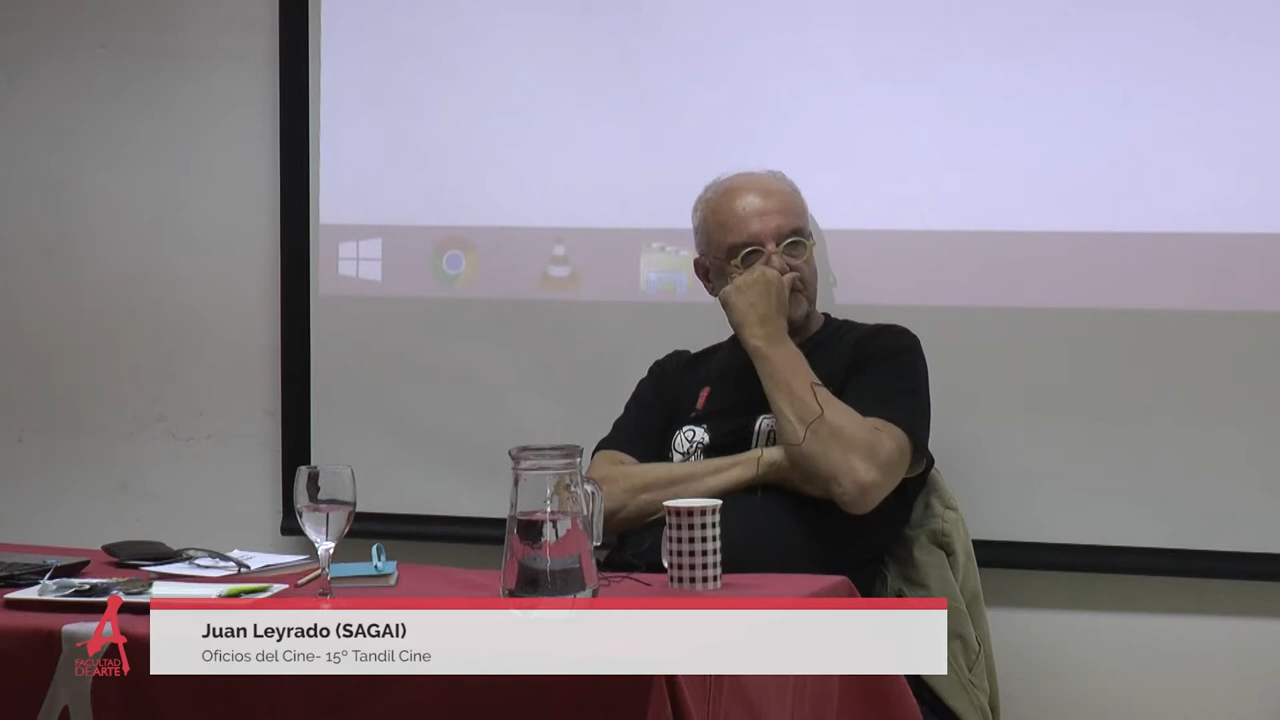 Juan Leyrado (SAGAI)
Oficios del Cine- 15º Tandil Cine
FACULTAD
DE ARTE